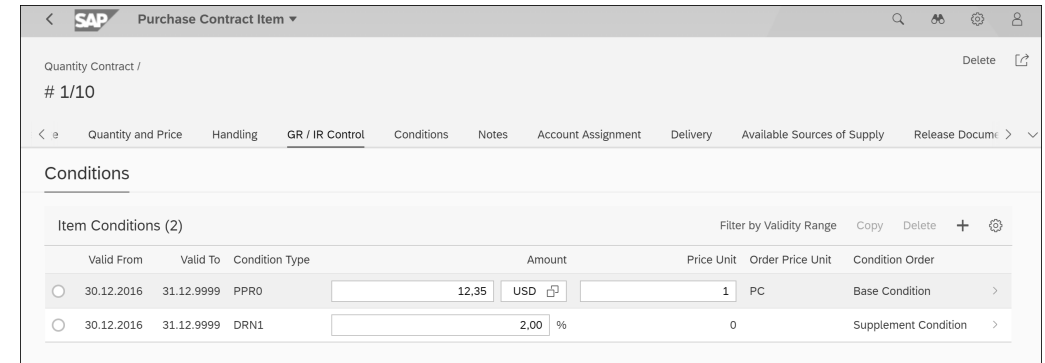 SAP Purchase Contract Item
Delete
Quantity Contract /
# 1/10
e Quantity and Price Handling GR / IR Control Conditions Notes Account Assignment Delivery Available Sources of Supply Release Docume
Conditions
Item Conditions (2) Filter by Validity Range Copy Delete +
Valid From Valid To Condition Type Amount Price Unit Order Price Unit Condition Order
30.12.2016 31.12.9999 PPR0 12,35 USD 1 PC Base Condition
30.12.2016 31.12.9999 DRN1 2,00 % 0 Supplement Condition